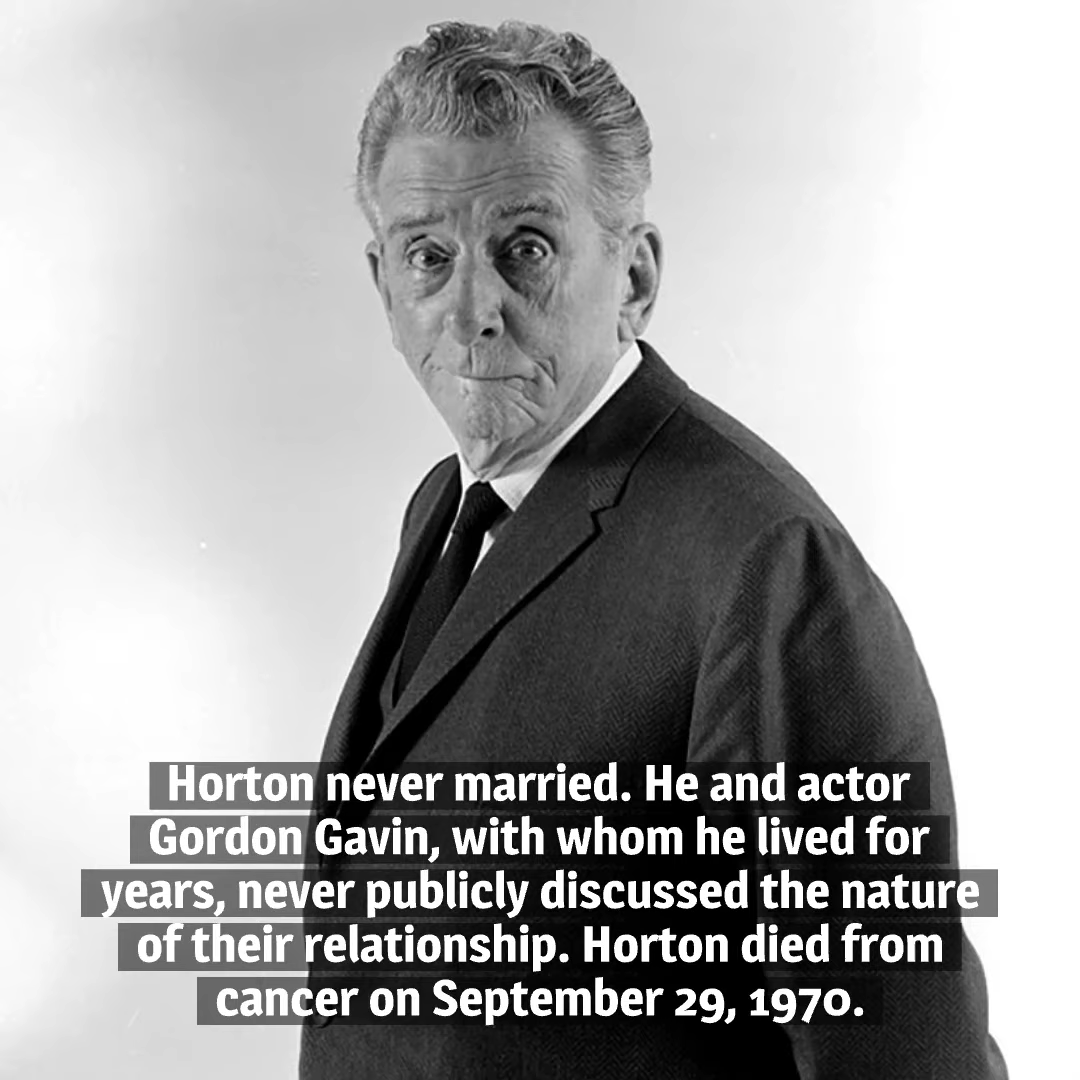 Horton never married. He and actor
Gordon Gavin, with whom he lived for
years, never publicly discussed the nature
of their relationship. Horton died from
cancer on September 29, 1970.